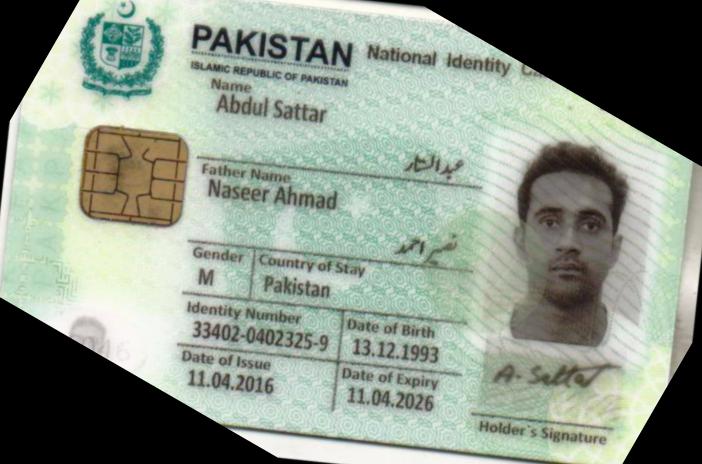 PAKISTAN National Identity
ISLAMIC REPUBLIC OF PAKISTAN
Name
Abdul Sattar
عبدالستار
Father Name
Naseer Ahmad
نصیر احمد
Gender Country of Stay
M Pakistan
Identity Number Date of Birth
33402-0402325-9 13.12.1993
Date of Issue Date of Expiry
11.04.2016 11.04.2026
A. Sattar
Holder's Signature